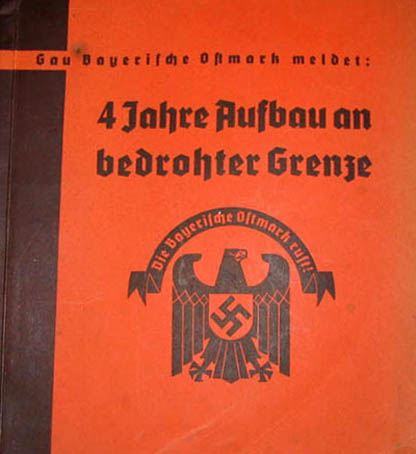 Gau Bayerische Ostmark meldet:
4 Jahre Aufbau an
bedrohter Grenze
Die Bayerische Ostmark ruft!